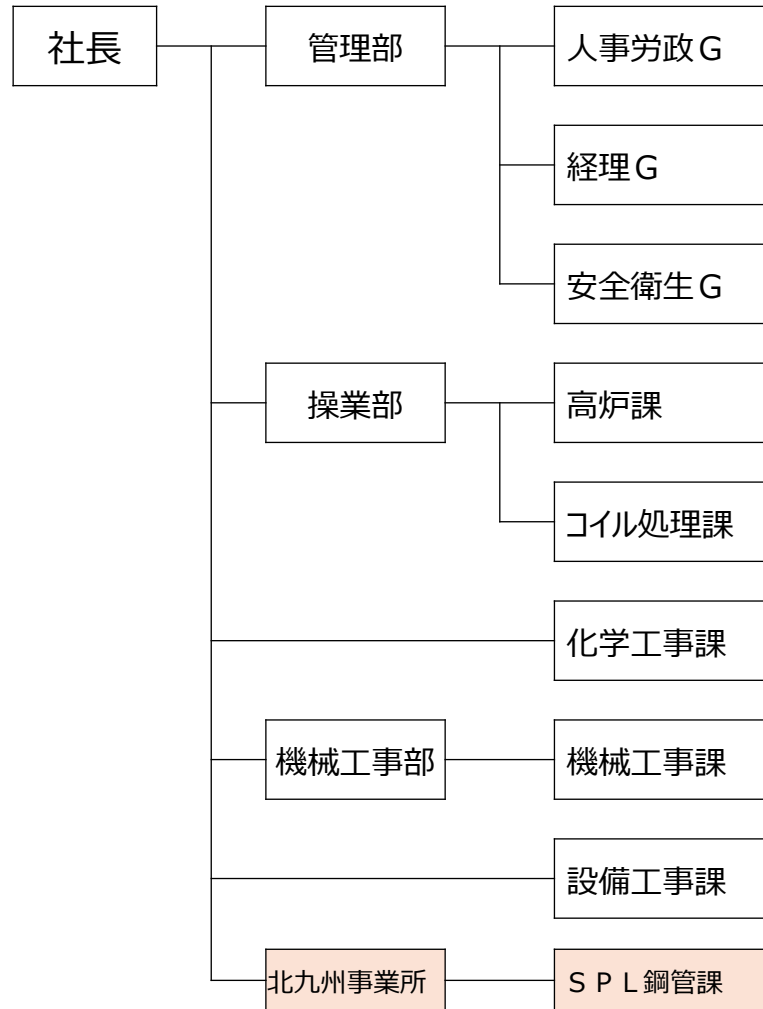 社長
管理部
人事労政Ｇ
経理Ｇ
安全衛生Ｇ
操業部
高炉課
コイル処理課
化学工事課
機械工事部
機械工事課
設備工事課
北九州事業所
ＳＰＬ鋼管課